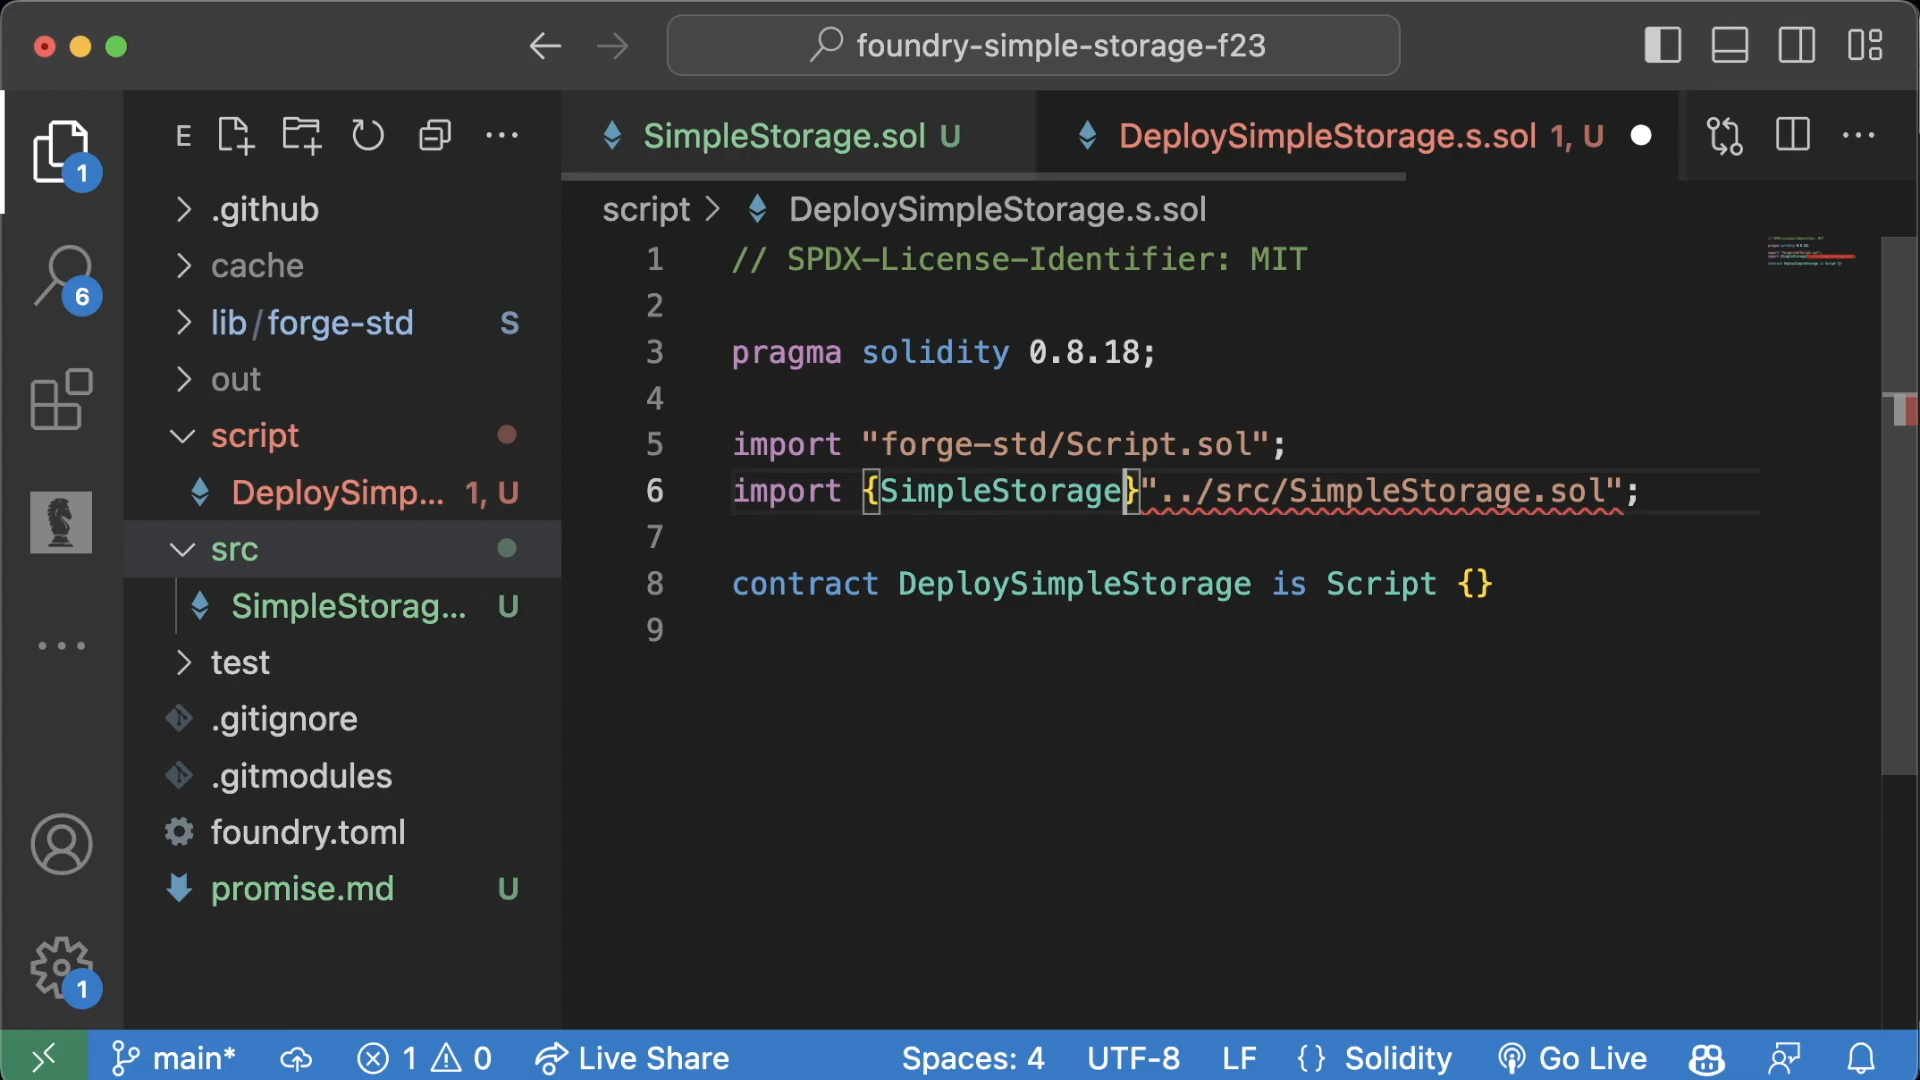 foundry-simple-storage-f23
E
SimpleStorage.sol U
DeploySimpleStorage.s.sol 1, U
script > DeploySimpleStorage.s.sol
1
6
1
.github
cache
lib/forge-std S
out
script
DeploySimp... 1, U
src
SimpleStorag... U
test
.gitignore
.gitmodules
foundry.toml
promise.md U
1 // SPDX-License-Identifier: MIT
2
3 pragma solidity 0.8.18;
4
5 import "forge-std/Script.sol";
6 import {SimpleStorage}"../src/SimpleStorage.sol";
7
8 contract DeploySimpleStorage is Script {}
9
main* 1 0 Live Share Spaces: 4 UTF-8 LF {} Solidity Go Live